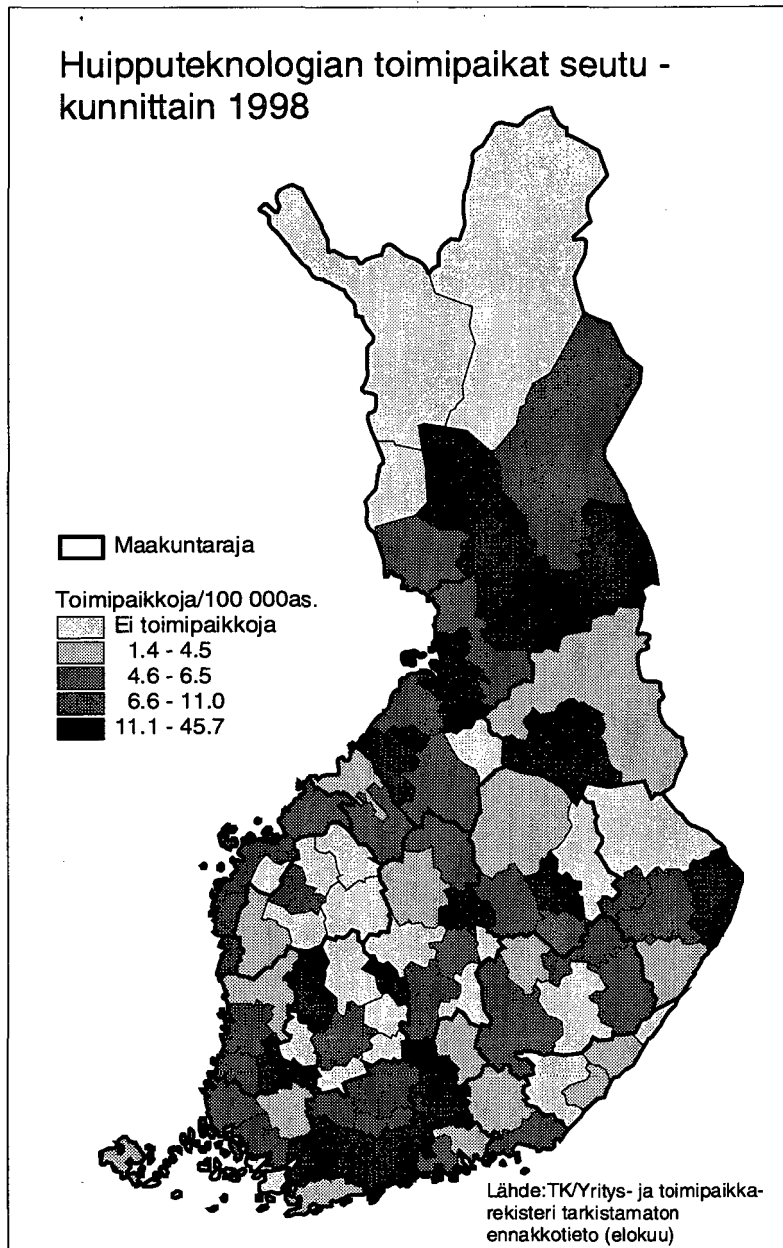 Huipputeknologian toimipaikat seutu -
kunnittain 1998
Maakuntaraja
Toimipaikkoja/100 000as.
Ei toimipaikkoja
1.4 - 4.5
4.6 - 6.5
6.6 - 11.0
11.1 - 45.7
Lähde:TK/Yritys- ja toimipaikka-
rekisteri tarkistamaton
ennakkotieto (elokuu)